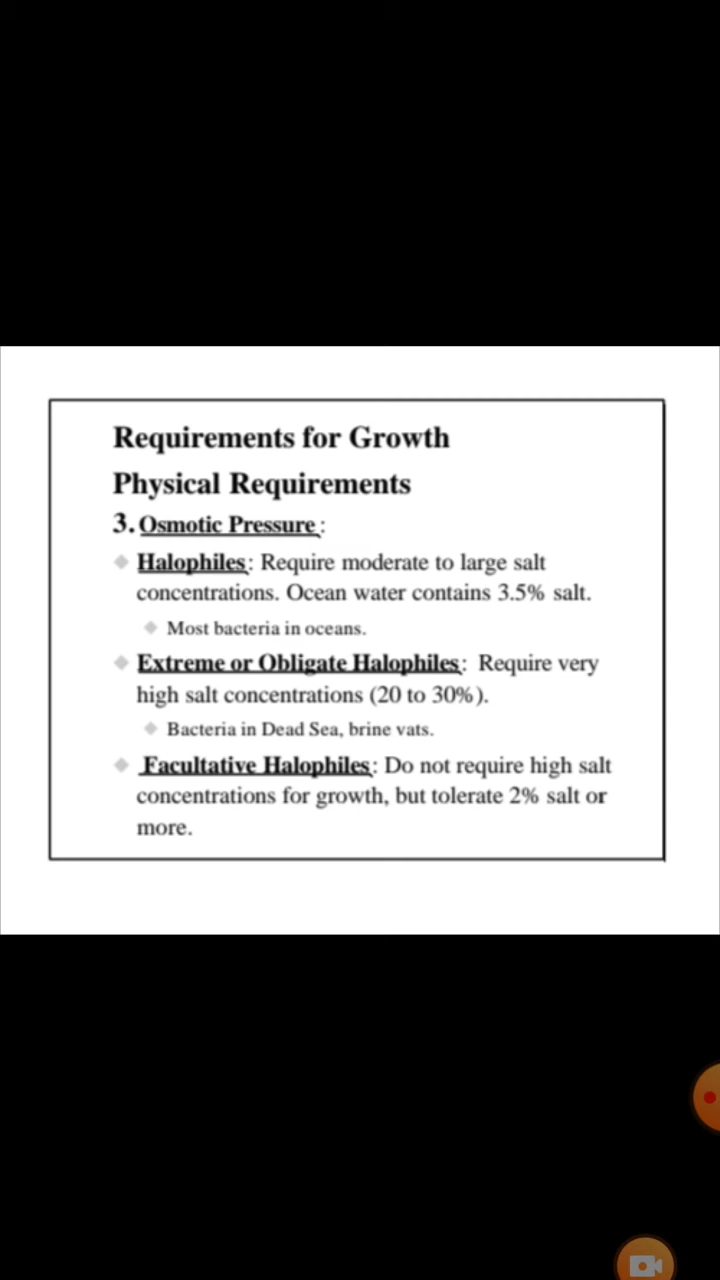 Requirements for Growth
Physical Requirements
3. Osmotic Pressure:
Halophiles: Require moderate to large salt
concentrations. Ocean water contains 3.5% salt.
Most bacteria in oceans.
Extreme or Obligate Halophiles: Require very
high salt concentrations (20 to 30%).
Bacteria in Dead Sea, brine vats.
Facultative Halophiles: Do not require high salt
concentrations for growth, but tolerate 2% salt or
more.